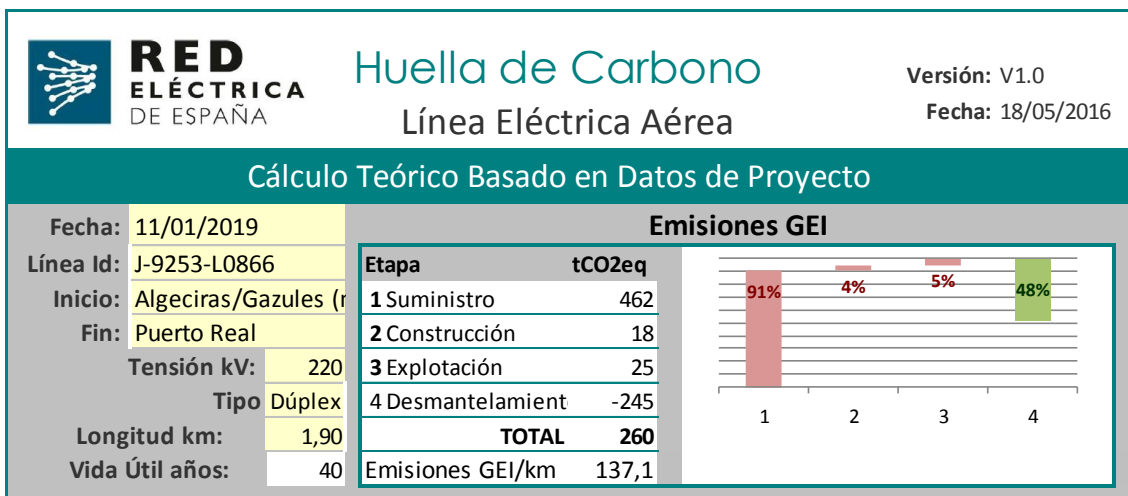 RED
ELÉCTRICA
DE ESPAÑA
Huella de Carbono
Línea Eléctrica Aérea
Versión: V1.0
Fecha: 18/05/2016
Cálculo Teórico Basado en Datos de Proyecto
Fecha: 11/01/2019
Línea Id: J-9253-L0866
Inicio: Algeciras/Gazules (r
Fin: Puerto Real
Tensión kV: 220
Tipo Dúplex
Longitud km: 1,90
Vida Útil años: 40
Emisiones GEI
Etapa tCO2eq
1 Suministro 462
2 Construcción 18
3 Explotación 25
4 Desmantelamient -245
TOTAL 260
Emisiones GEI/km 137,1
91% 4% 5% 48%
1 2 3 4